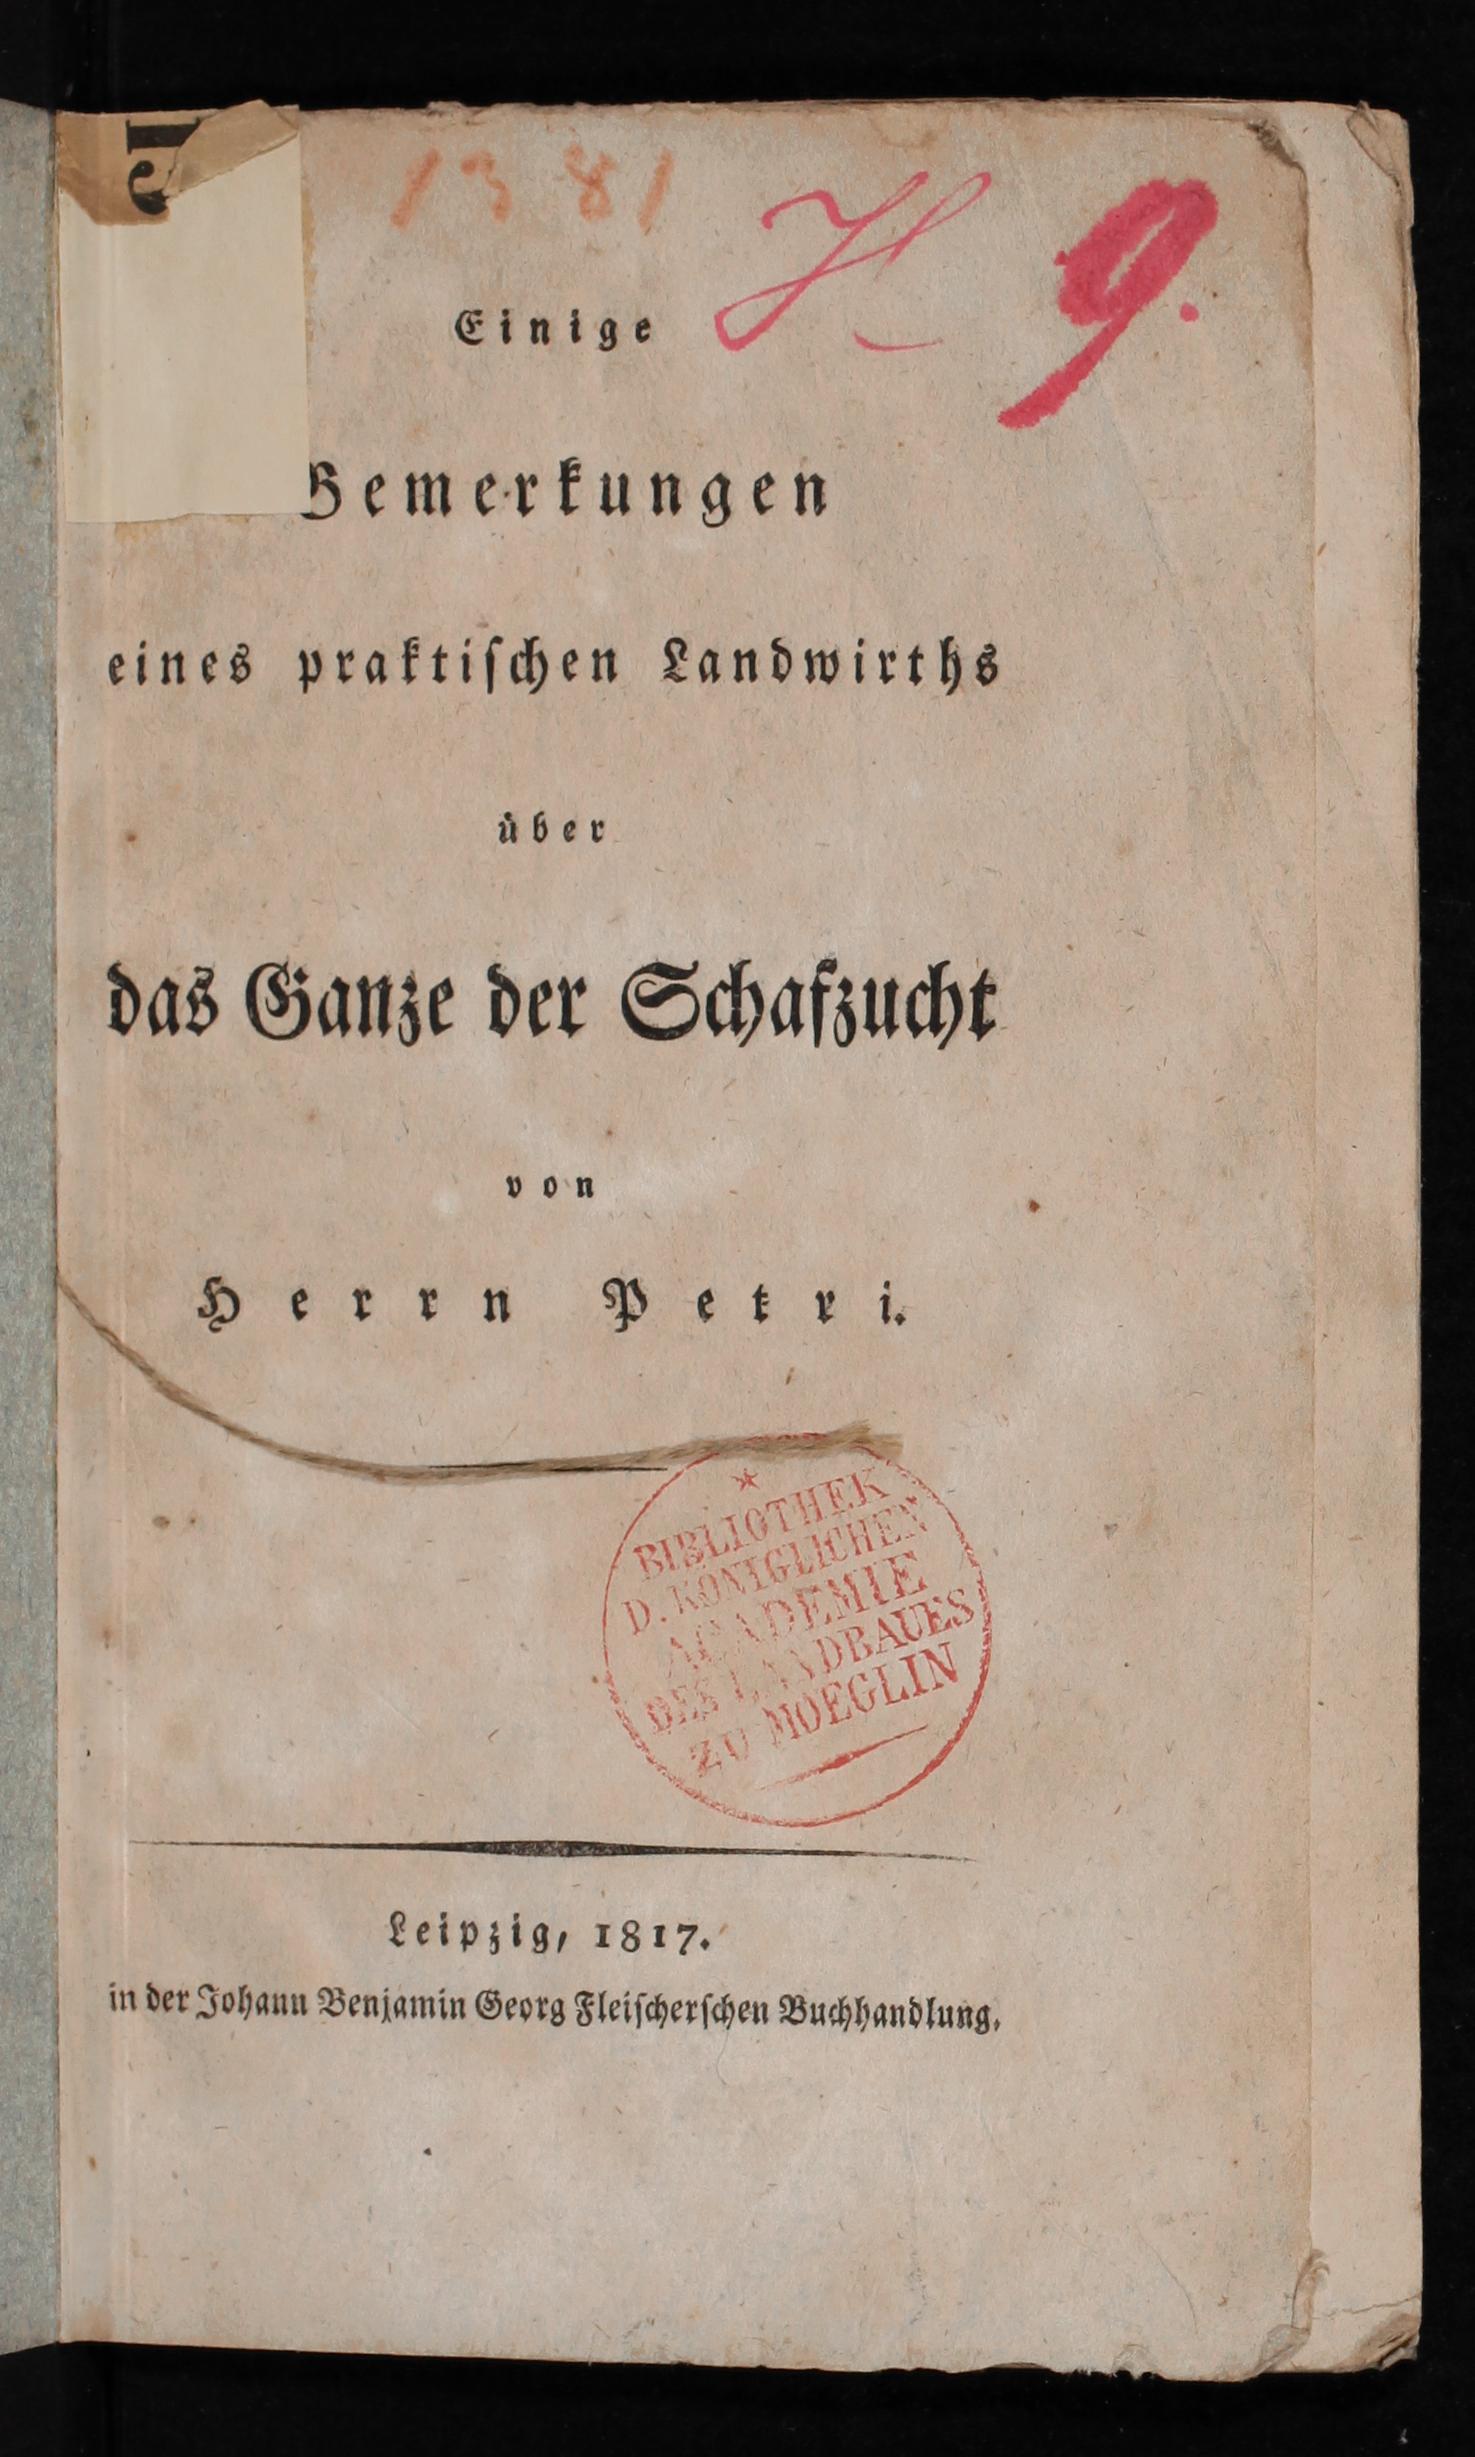 1381
H 9.
Einige
Bemerkungen
eines praktiſchen Landwirths
über
das Ganze der Schafzucht
von
Herrn Petri.
BIBLIOTHEK
D. KÖNIGLICHEN
ACADEMIE
DES LANDBAUES
ZU MOEGLIN
Leipzig, 1817.
in der Johann Benjamin Georg Fleiſcherſchen Buchhandlung.